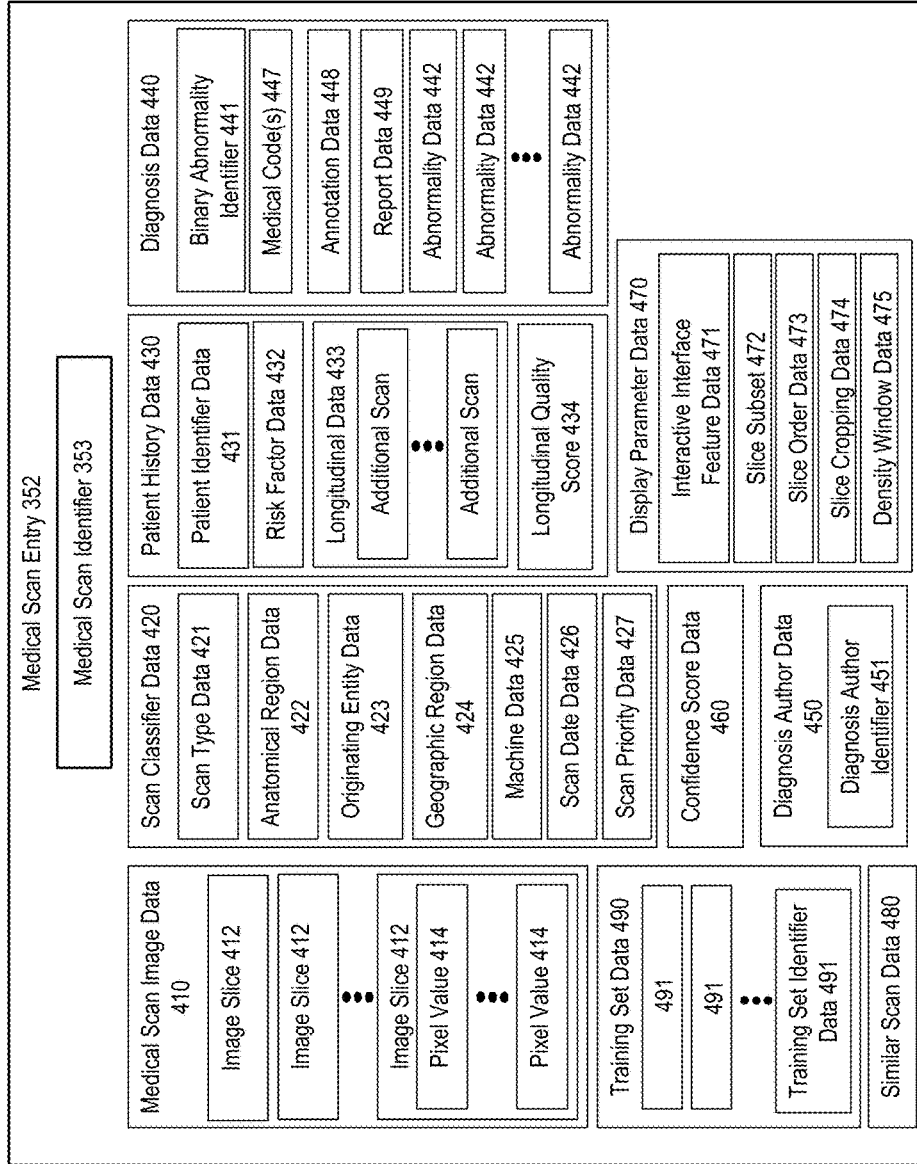 Medical Scan Entry 352
Medical Scan Identifier 353
Medical Scan Image Data
410
Image Slice 412
Image Slice 412
Image Slice 412
Pixel Value 414
Pixel Value 414
Training Set Data 490
491
491
Training Set Identifier
Data 491
Similar Scan Data 480
Scan Classifier Data 420
Scan Type Data 421
Anatomical Region Data
422
Originating Entity Data
423
Geographic Region Data
424
Machine Data 425
Scan Date Data 426
Scan Priority Data 427
Confidence Score Data
460
Diagnosis Author Data
450
Diagnosis Author
Identifier 451
Patient History Data 430
Patient Identifier Data
431
Risk Factor Data 432
Longitudinal Data 433
Additional Scan
Additional Scan
Longitudinal Quality
Score 434
Diagnosis Data 440
Binary Abnormality
Identifier 441
Medical Code(s) 447
Annotation Data 448
Report Data 449
Abnormality Data 442
Abnormality Data 442
Abnormality Data 442
Display Parameter Data 470
Interactive Interface
Feature Data 471
Slice Subset 472
Slice Order Data 473
Slice Cropping Data 474
Density Window Data 475